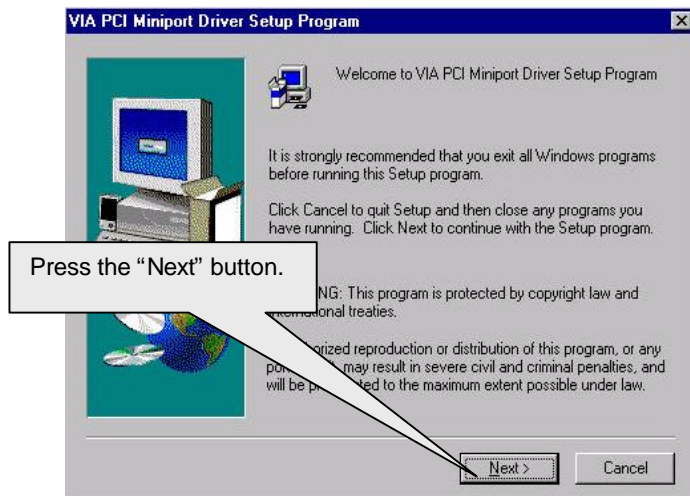 VIA PCI Miniport Driver Setup Program
Welcome to VIA PCI Miniport Driver Setup Program
It is strongly recommended that you exit all Windows programs
before running this Setup program.
Click Cancel to quit Setup and then close any programs you
have running. Click Next to continue with the Setup program.
Press the “Next” button.
NG: This program is protected by copyright law and
onal treaties.
orized reproduction or distribution of this program, or any
may result in severe civil and criminal penalties, and
will be ted to the maximum extent possible under law.
Next >
Cancel